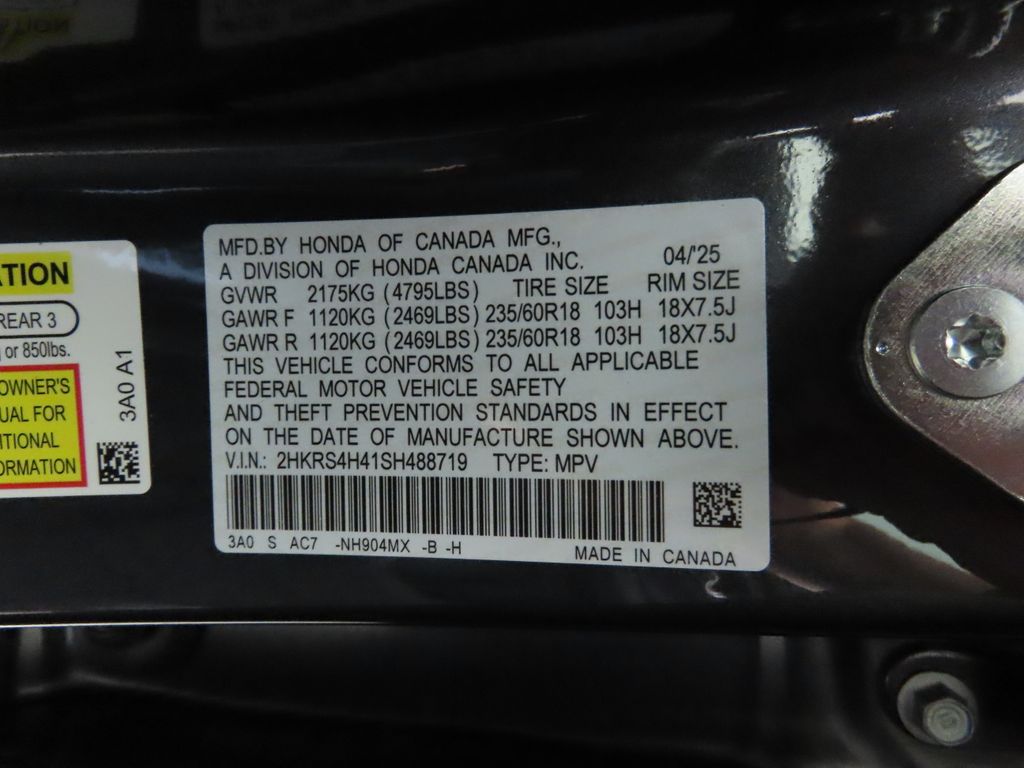 ATION
REAR 3
or 850lbs.
OWNER'S
UAL FOR
ITIONAL
ORMATION
3A0 A1
MFD.BY HONDA OF CANADA MFG.,
A DIVISION OF HONDA CANADA INC. 04/'25
GVWR 2175KG (4795LBS) TIRE SIZE RIM SIZE
GAWR F 1120KG (2469LBS) 235/60R18 103H 18X7.5J
GAWR R 1120KG (2469LBS) 235/60R18 103H 18X7.5J
THIS VEHICLE CONFORMS TO ALL APPLICABLE
FEDERAL MOTOR VEHICLE SAFETY
AND THEFT PREVENTION STANDARDS IN EFFECT
ON THE DATE OF MANUFACTURE SHOWN ABOVE.
V.I.N.: 2HKRS4H41SH488719 TYPE: MPV
3A0 S AC7 -NH904MX -B -H
MADE IN CANADA